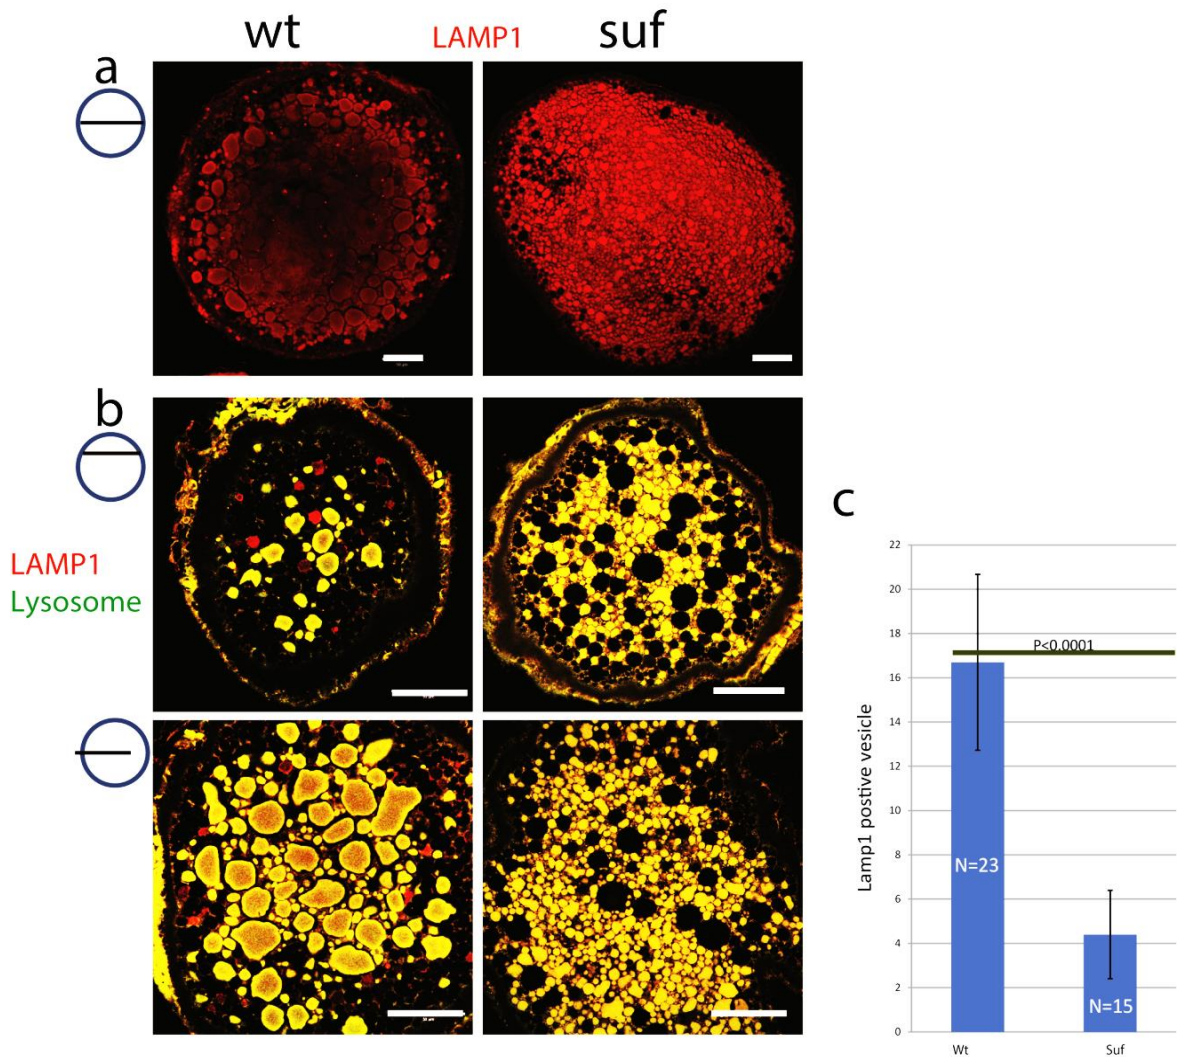 wt
LAMP1
suf
a
b
LAMP1
Lysosome
c
22
20
18
16
14
12
10
8
6
4
2
0
Lamp1 postive vesicle
P<0.0001
N=23
N=15
Wt
Suf